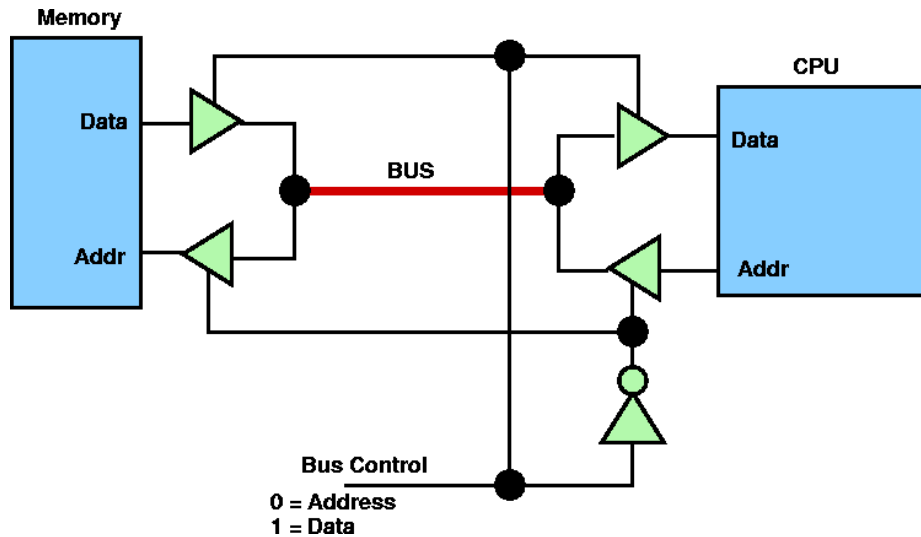 Memory
CPU
Data
Data
BUS
Addr
Addr
Bus Control
0 = Address
1 = Data